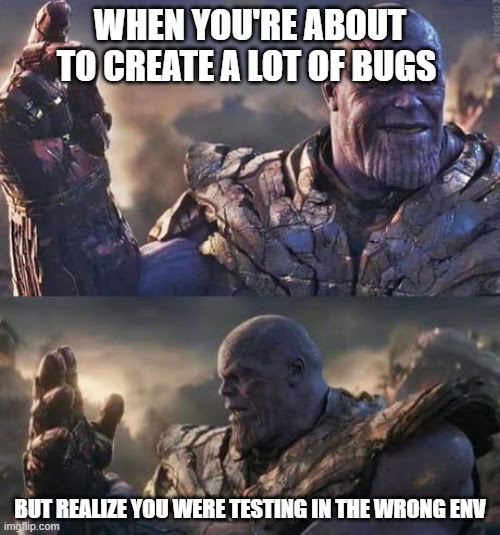 WHEN YOU'RE ABOUT
TO CREATE A LOT OF BUGS
BUT REALIZE YOU WERE TESTING IN THE WRONG ENV
imgflip.com